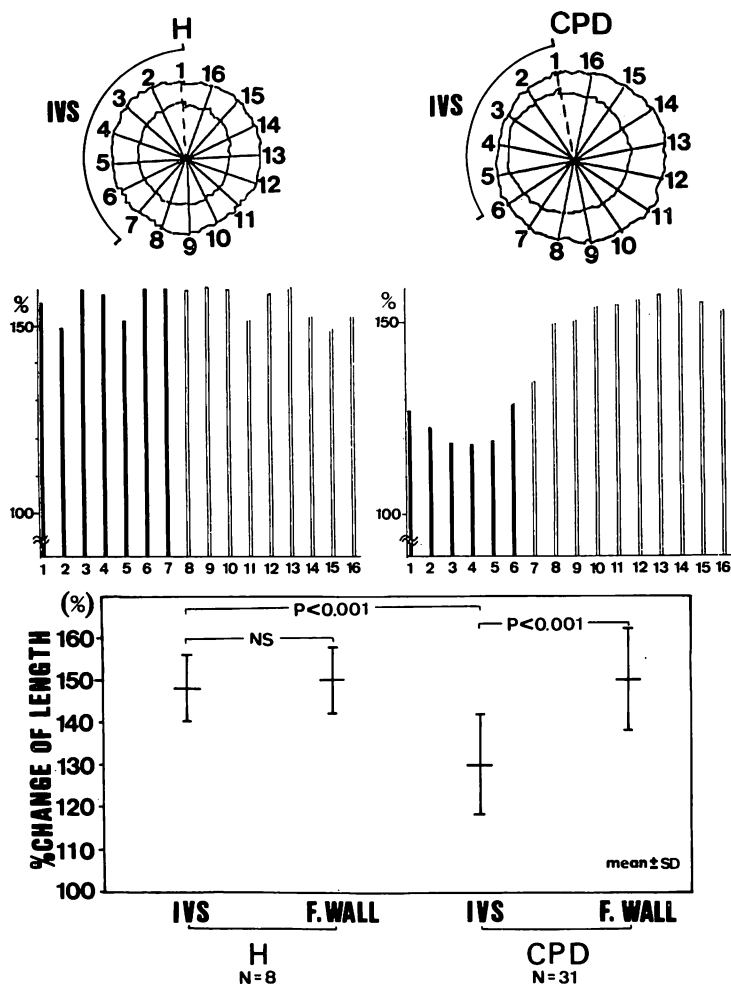 H
CPD
IVS
1 2 3 4 5 6 7 8 9 10 11 12 13 14 15 16
IVS
1 2 3 4 5 6 7 8 9 10 11 12 13 14 15 16
%
150
100
1 2 3 4 5 6 7 8 9 10 11 12 13 14 15 16
%
150
100
1 2 3 4 5 6 7 8 9 10 11 12 13 14 15 16
(%)
%CHANGE OF LENGTH
160
150
140
130
120
110
100
P<0.001
NS
P<0.001
mean±SD
IVS F. WALL IVS F. WALL
H CPD
N=8 N=31